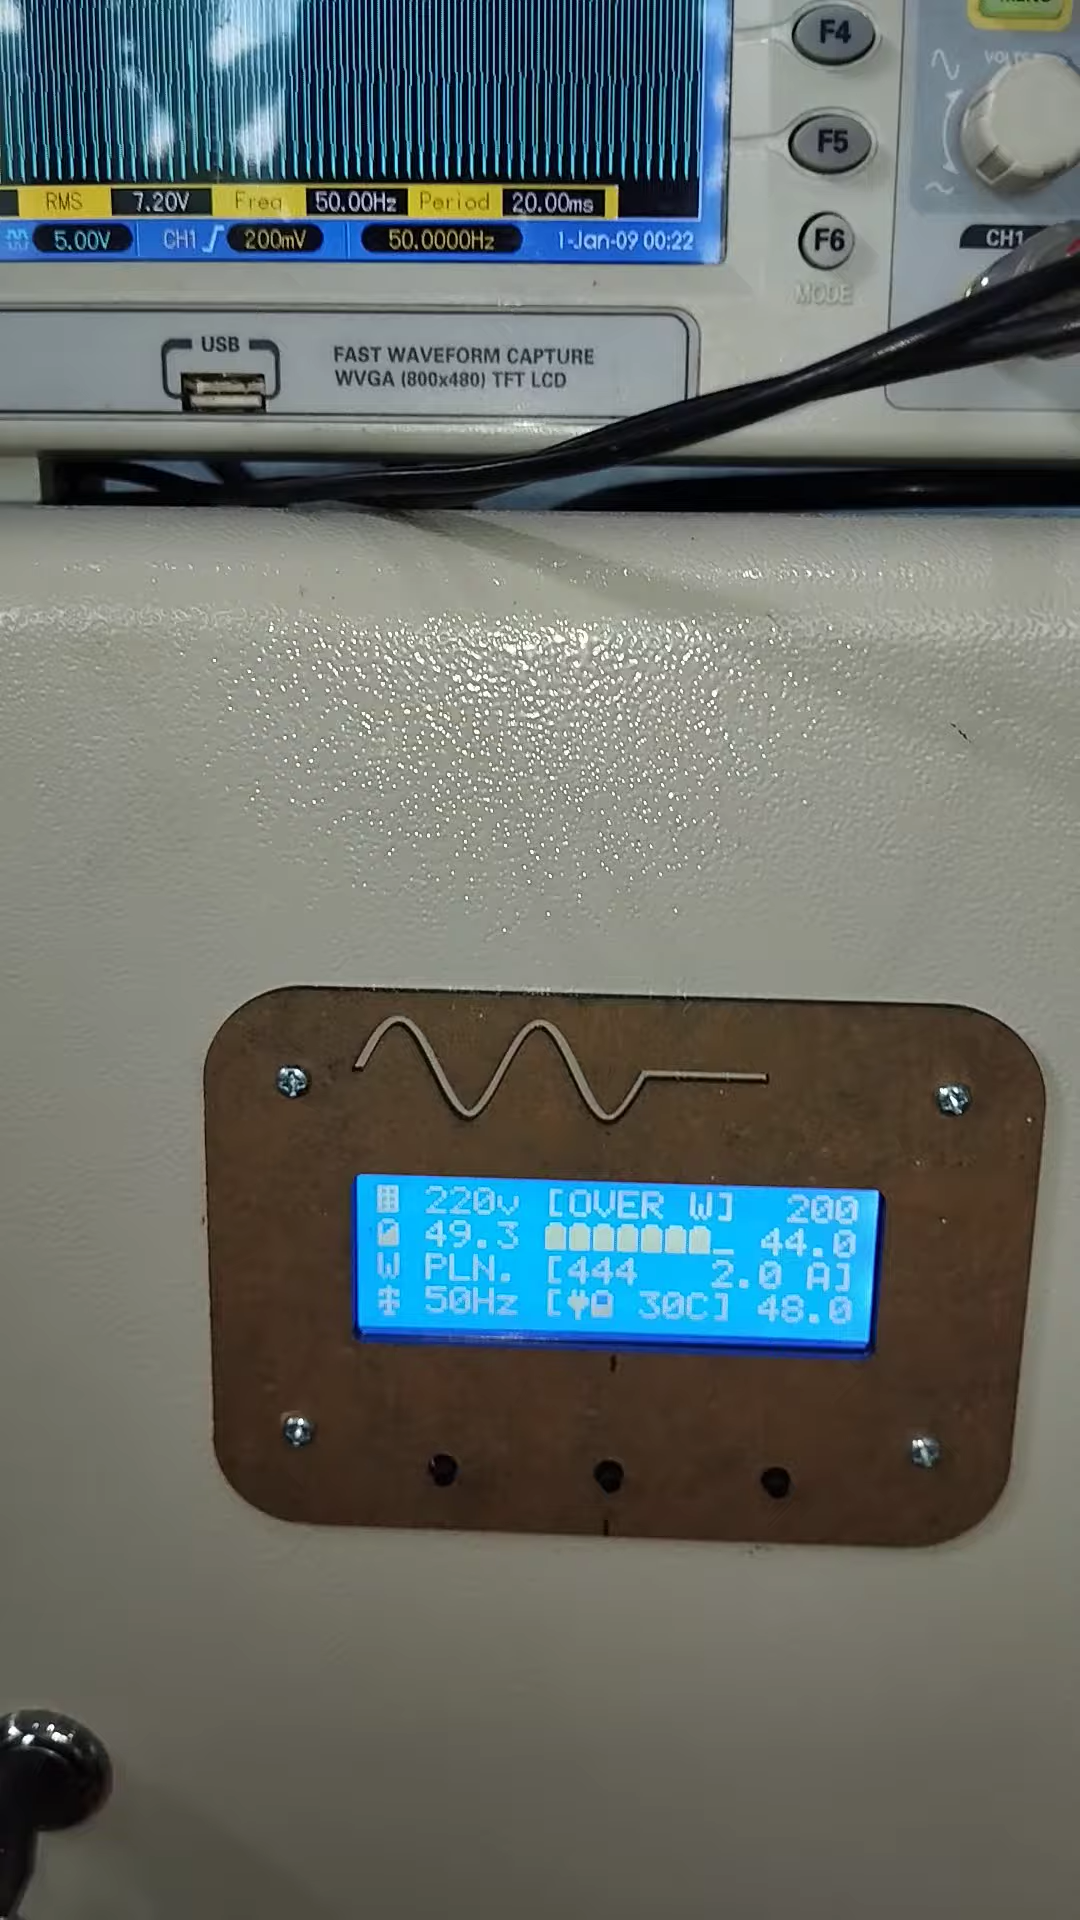 F4
F5
RMS 7.20V Freq 50.00Hz Period 20.00ms
5.00V CH1 200mV 50.0000Hz 1-Jan-09 00:22
F6
MODE
CH1
USB
FAST WAVEFORM CAPTURE
WVGA (800x480) TFT LCD
220v [OVER W] 200
49.3 44.0
W PLN. [444 2.0 A]
50Hz [ 30C] 48.0